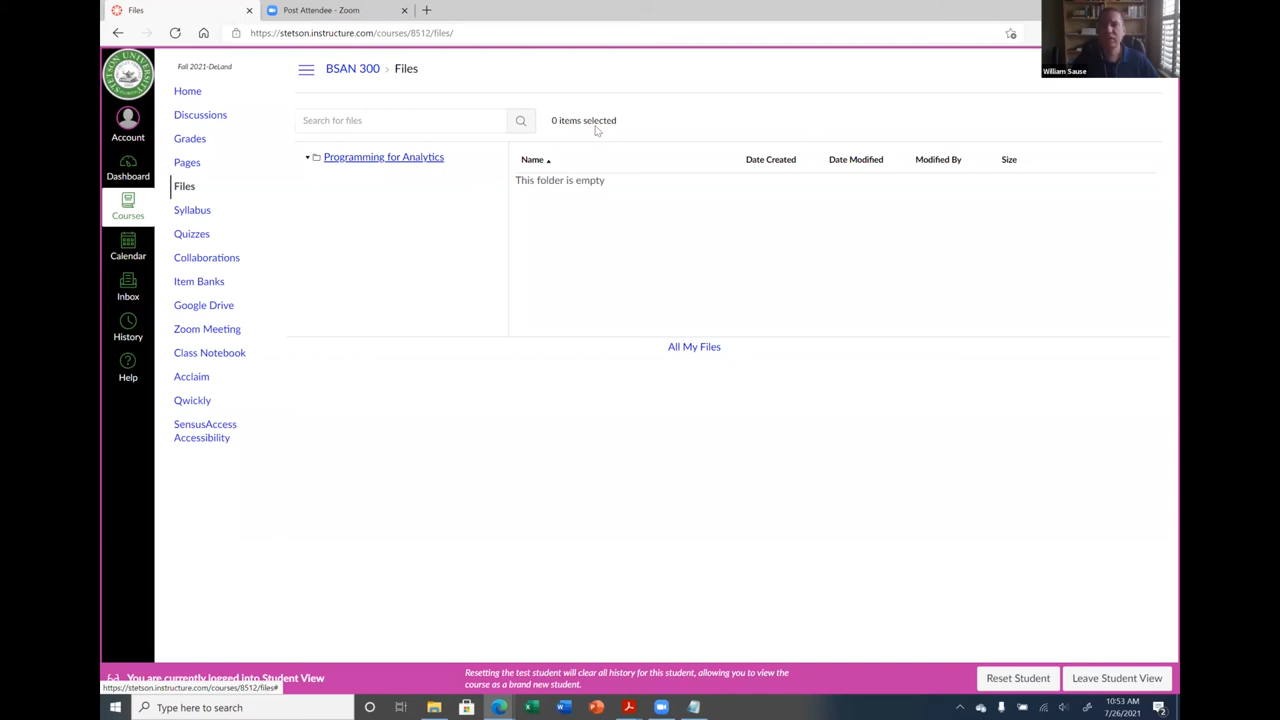 Files
Post Attendee - Zoom
https://stetson.instructure.com/courses/8512/files/
William Sause
Fall 2021-DeLand
BSAN 300 › Files
Home
Discussions
Grades
Pages
Files
Syllabus
Quizzes
Collaborations
Item Banks
Google Drive
Zoom Meeting
Class Notebook
Acclaim
Qwickly
SensusAccess
Accessibility
Account
Dashboard
Courses
Calendar
Inbox
History
Help
Search for files
0 items selected
Programming for Analytics
Name Date Created Date Modified Modified By Size
This folder is empty
All My Files
You are currently logged into Student View
Resetting the test student will clear all history for this student, allowing you to view the
course as a brand new student.
Reset Student
Leave Student View
https://stetson.instructure.com/courses/8512/files#
Type here to search
10:53 AM
7/26/2021
2